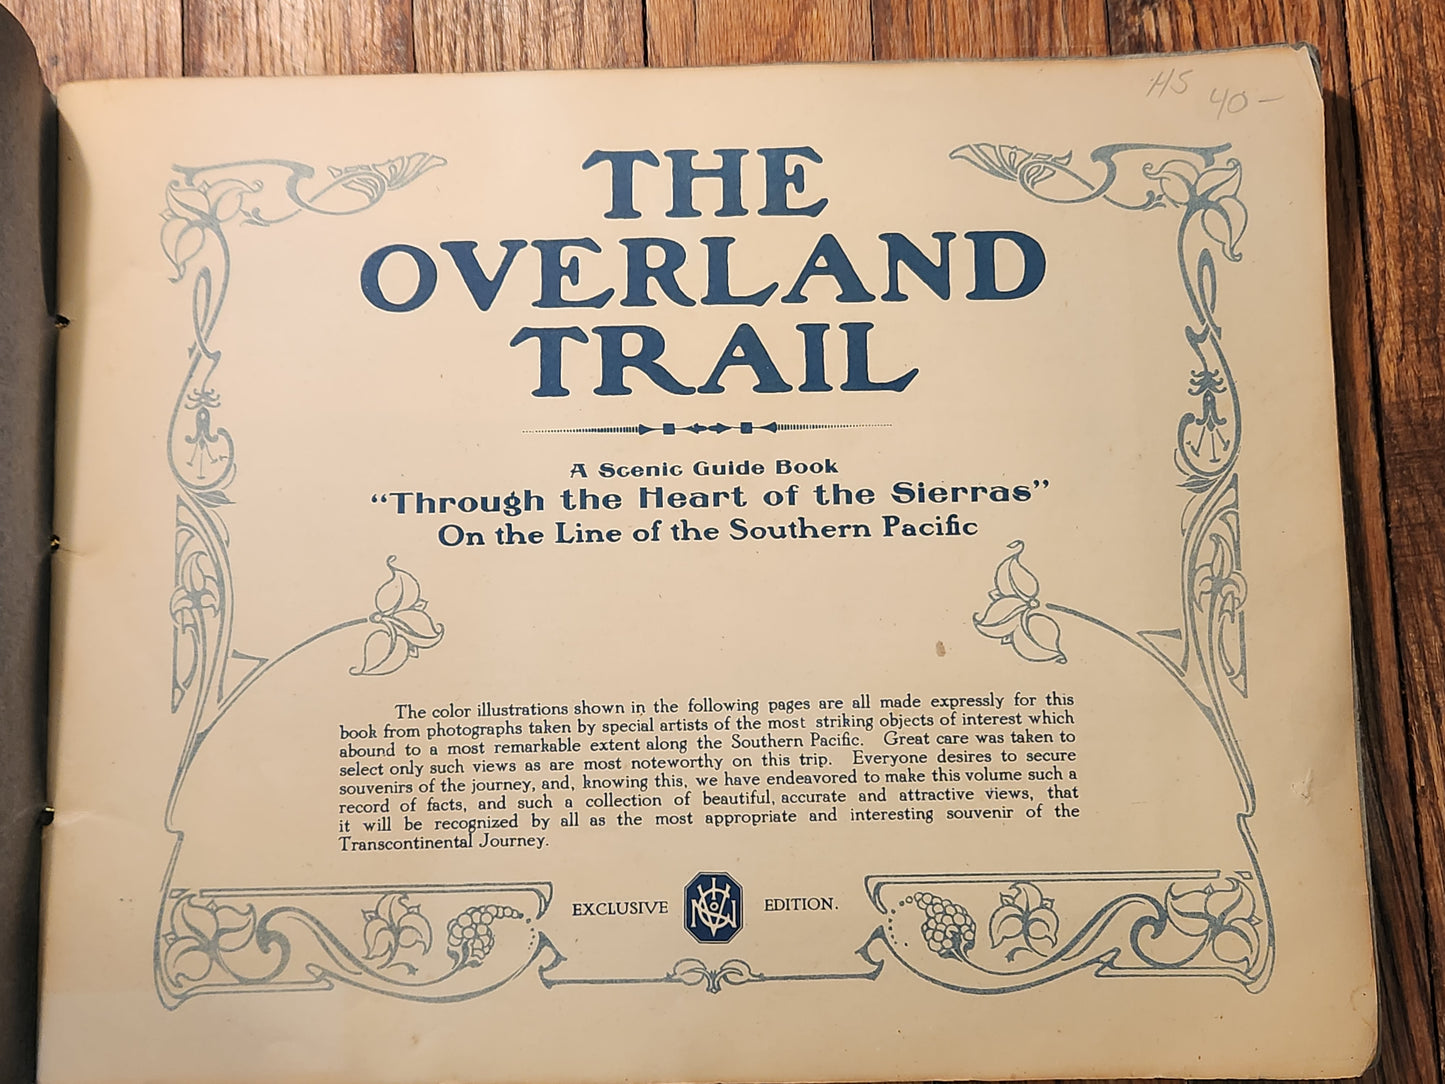 HS 40-
THE
OVERLAND
TRAIL
A Scenic Guide Book
"Through the Heart of the Sierras"
On the Line of the Southern Pacific
The color illustrations shown in the following pages are all made expressly for this
book from photographs taken by special artists of the most striking objects of interest which
abound to a most remarkable extent along the Southern Pacific. Great care was taken to
select only such views as are most noteworthy on this trip. Everyone desires to secure
souvenirs of the journey, and, knowing this, we have endeavored to make this volume such a
record of facts, and such a collection of beautiful, accurate and attractive views, that
it will be recognized by all as the most appropriate and interesting souvenir of the
Transcontinental Journey.
EXCLUSIVE EDITION.